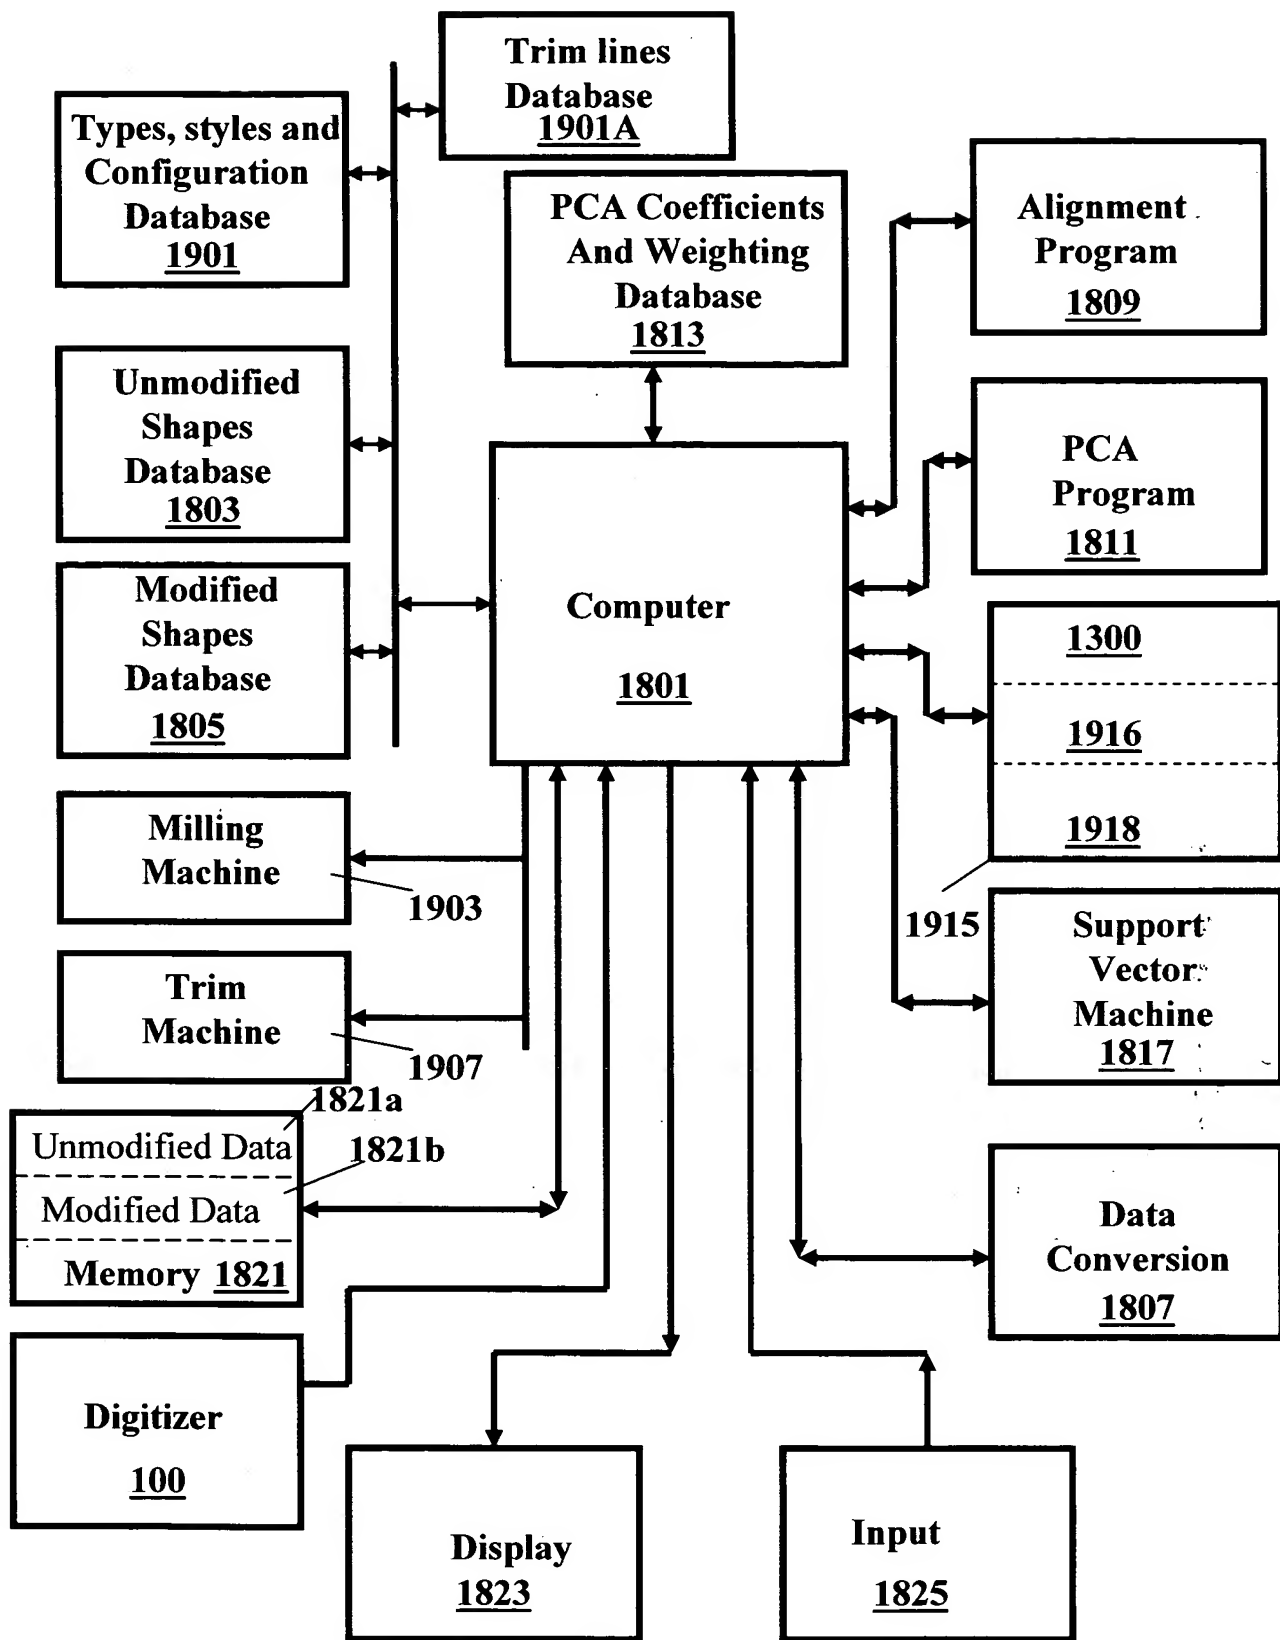 Trim lines
Database
1901A
Types, styles and
Configuration
Database
1901
PCA Coefficients
And Weighting
Database
1813
Alignment
Program
1809
Unmodified
Shapes
Database
1803
PCA
Program
1811
Modified
Shapes
Database
1805
Computer
1801
1300
1916
1918
1915
Milling
Machine
1903
Support
Vector
Machine
1817
Trim
Machine
1907
1821a
Unmodified Data
1821b
Modified Data
Memory 1821
Data
Conversion
1807
Digitizer
100
Display
1823
Input
1825